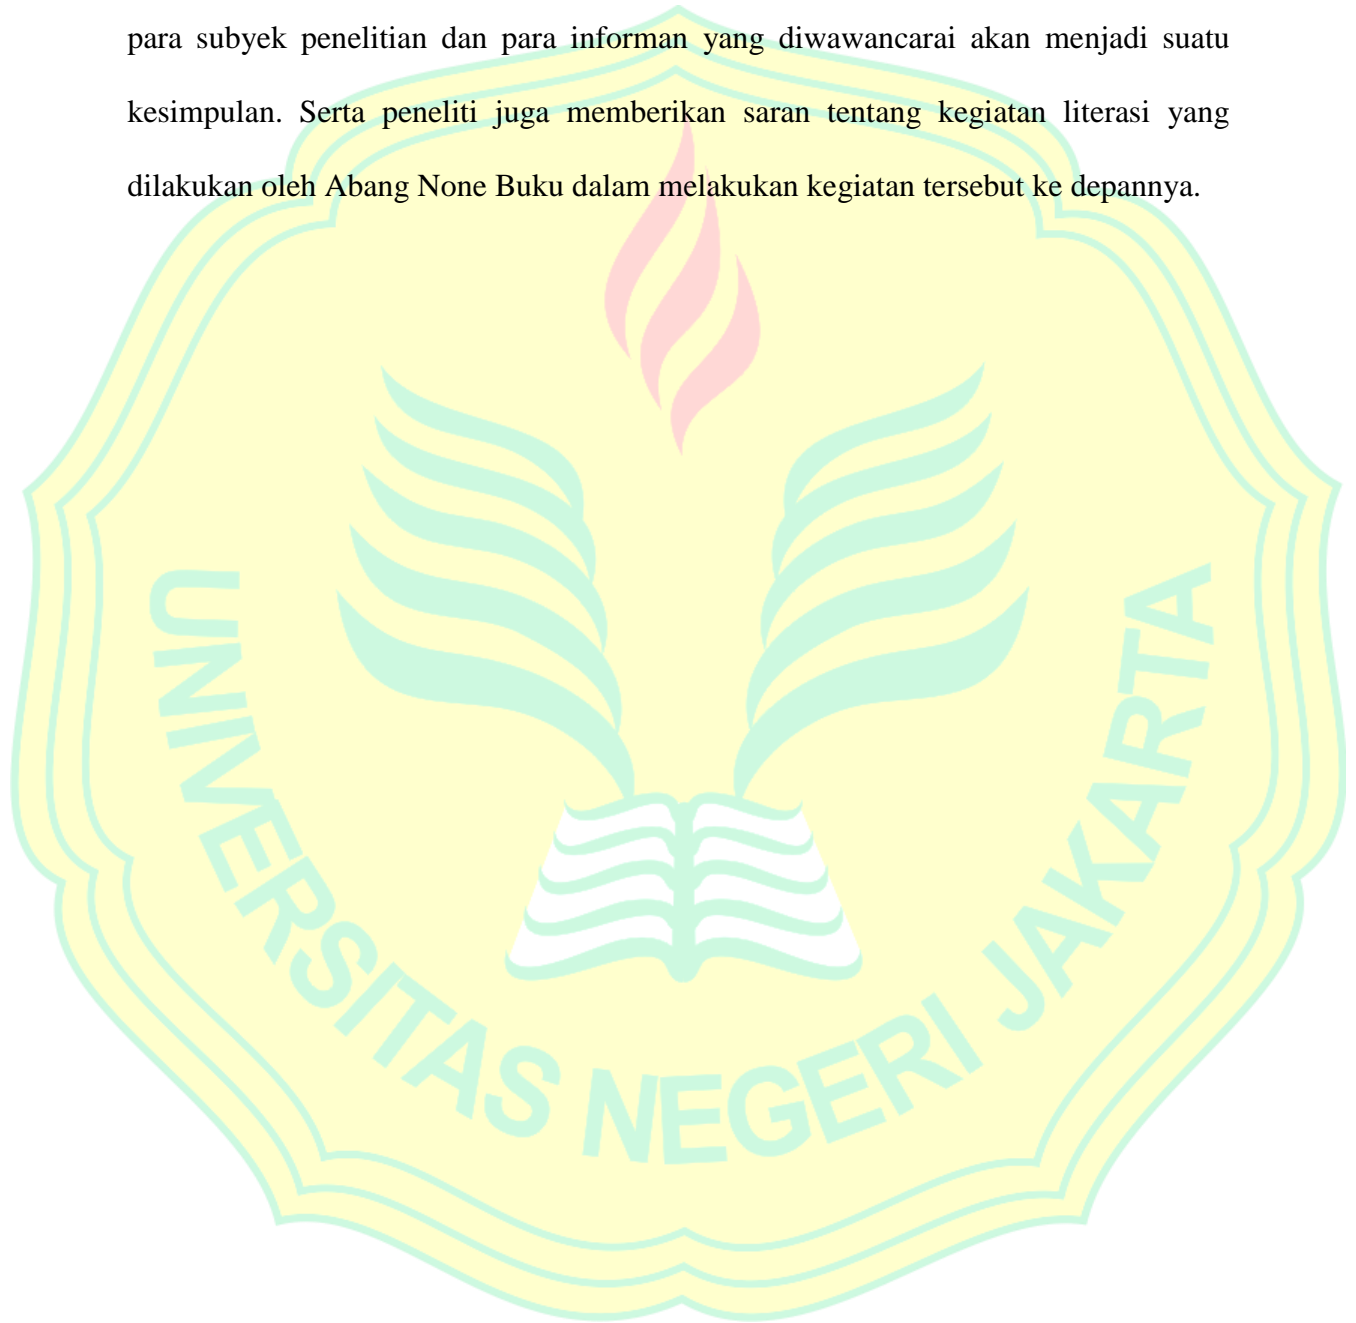 para subyek penelitian dan para informan yang diwawancarai akan menjadi suatu
kesimpulan. Serta peneliti juga memberikan saran tentang kegiatan literasi yang
dilakukan oleh Abang None Buku dalam melakukan kegiatan tersebut ke depannya.
UNIVERSITAS NEGERI JAKARTA